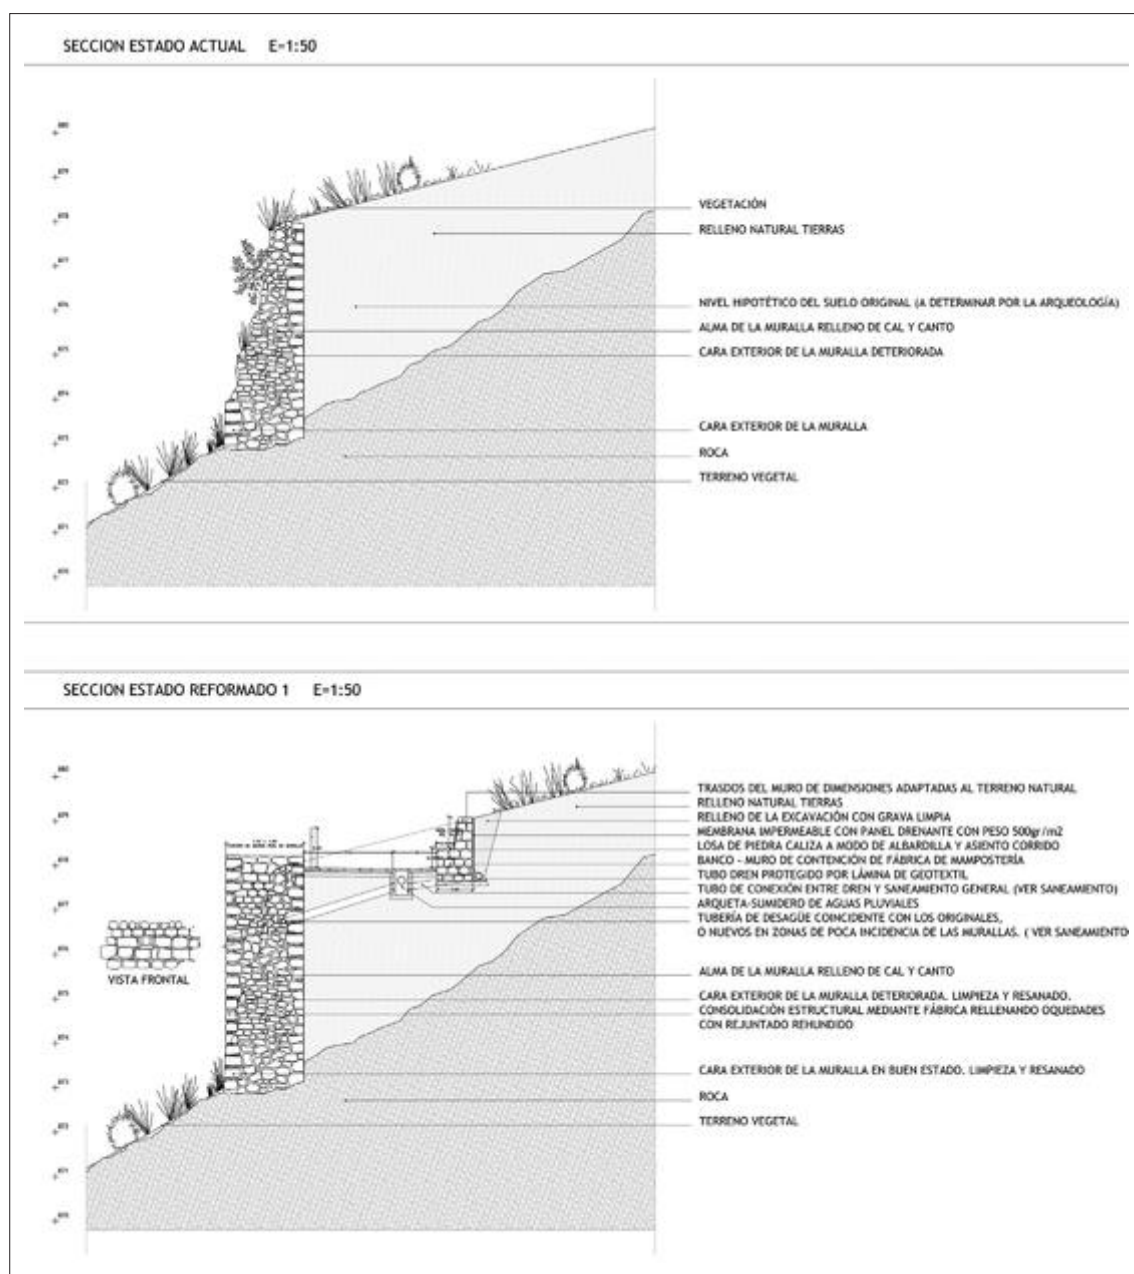 SECCION ESTADO ACTUAL E=1:50
VEGETACIÓN
RELLENO NATURAL TIERRAS
NIVEL HIPOTÉTICO DEL SUELO ORIGINAL (A DETERMINAR POR LA ARQUEOLOGÍA)
ALMA DE LA MURALLA RELLENO DE CAL Y CANTO
CARA EXTERIOR DE LA MURALLA DETERIORADA
CARA EXTERIOR DE LA MURALLA
ROCA
TERRENO VEGETAL
SECCION ESTADO REFORMADO 1 E=1:50
TRASDOS DEL MURO DE DIMENSIONES ADAPTADAS AL TERRENO NATURAL
RELLENO NATURAL TIERRAS
RELLENO DE LA EXCAVACIÓN CON GRAVA LIMPIA
MEMBRANA IMPERMEABLE CON PANEL DRENANTE CON PESO 500gr/m2
LOSA DE PIEDRA CALIZA A MODO DE ALBARDILLA Y ASIENTO CORRIDO
BANCO - MURO DE CONTENCIÓN DE FÁBRICA DE MAMPOSTERÍA
TUBO DREN PROTEGIDO POR LÁMINA DE GEOTEXTIL
TUBO DE CONEXIÓN ENTRE DREN Y SANEAMIENTO GENERAL (VER SANEAMIENTO)
ARQUETA-SUMIDERO DE AGUAS PLUVIALES
TUBERÍA DE DESAGÜE COINCIDENTE CON LOS ORIGINALES,
O NUEVOS EN ZONAS DE POCA INCIDENCIA DE LAS MURALLAS. ( VER SANEAMIENTO
VISTA FRONTAL
ALMA DE LA MURALLA RELLENO DE CAL Y CANTO
CARA EXTERIOR DE LA MURALLA DETERIORADA. LIMPIEZA Y RESANADO.
CONSOLIDACIÓN ESTRUCTURAL MEDIANTE FÁBRICA RELLENANDO OQUEDADES
CON REJUNTADO REHUNDIDO
CARA EXTERIOR DE LA MURALLA EN BUEN ESTADO. LIMPIEZA Y RESANADO
ROCA
TERRENO VEGETAL